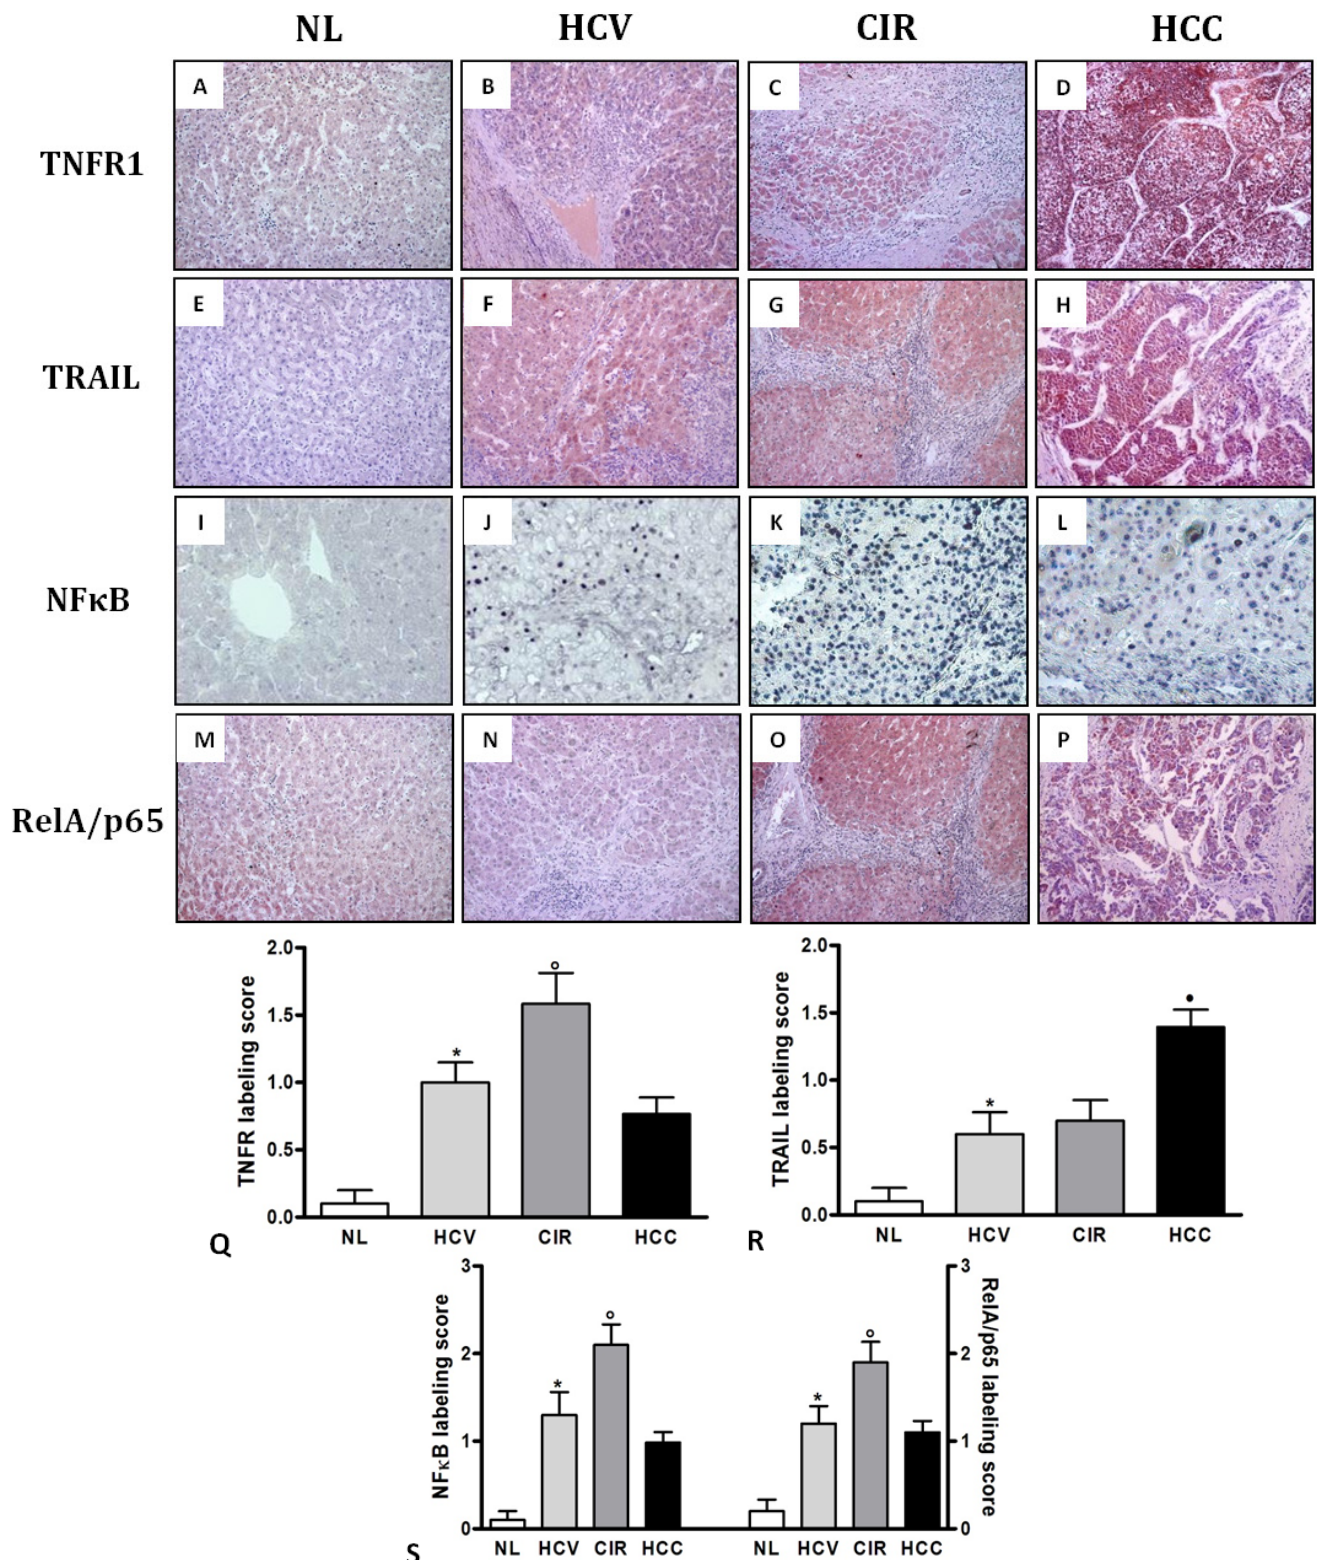 NL HCV CIR HCC
TNFR1
A B C D
TRAIL
E F G H
NFκB
I J K L
RelA/p65
M N O P
TNFR labeling score
2.0
1.5
1.0
0.5
0.0
°
*
NL HCV CIR HCC
Q
TRAIL labeling score
2.0
1.5
1.0
0.5
0.0
*
•
NL HCV CIR HCC
R
NFκB labeling score
3
2
1
0
*
°
NL HCV CIR HCC
*
°
NL HCV CIR HCC
3
2
1
0
RelA/p65 labeling score
S